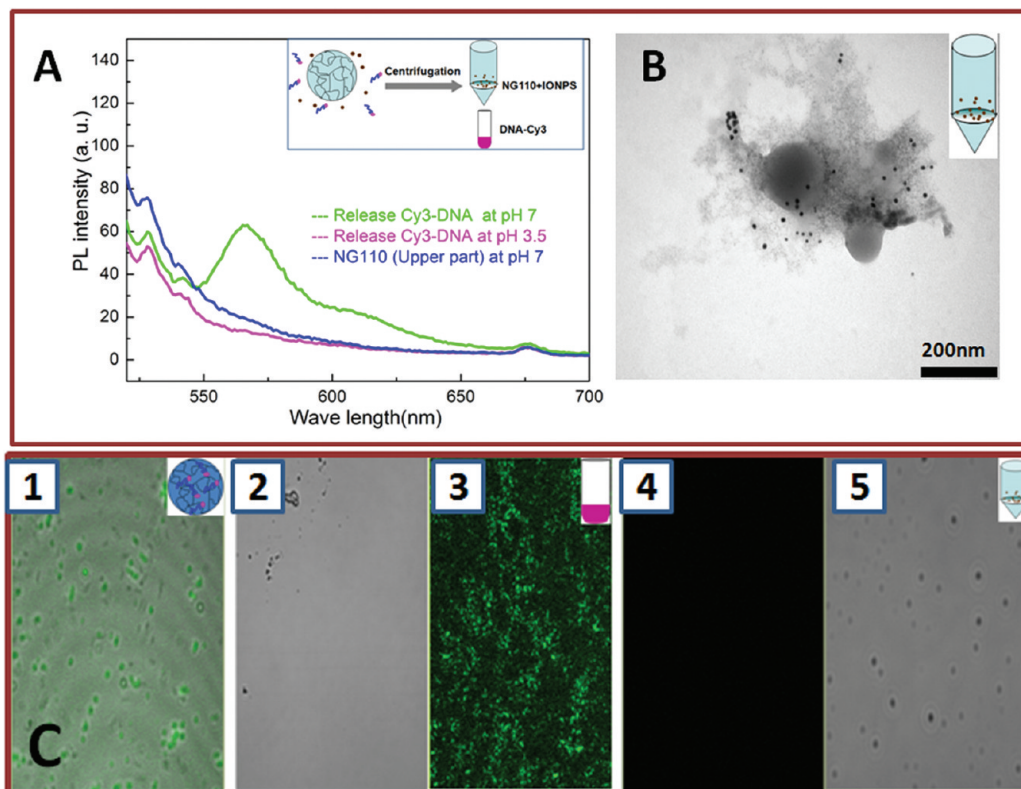 A
PL intensity (a. u.)
140
120
100
80
60
40
20
0
550
600
650
700
Wave length(nm)
Centrifugation
NG110+IONPS
DNA-Cy3
--- Release Cy3-DNA at pH 7
--- Release Cy3-DNA at pH 3.5
--- NG110 (Upper part) at pH 7
B
200nm
1
2
3
4
5
C